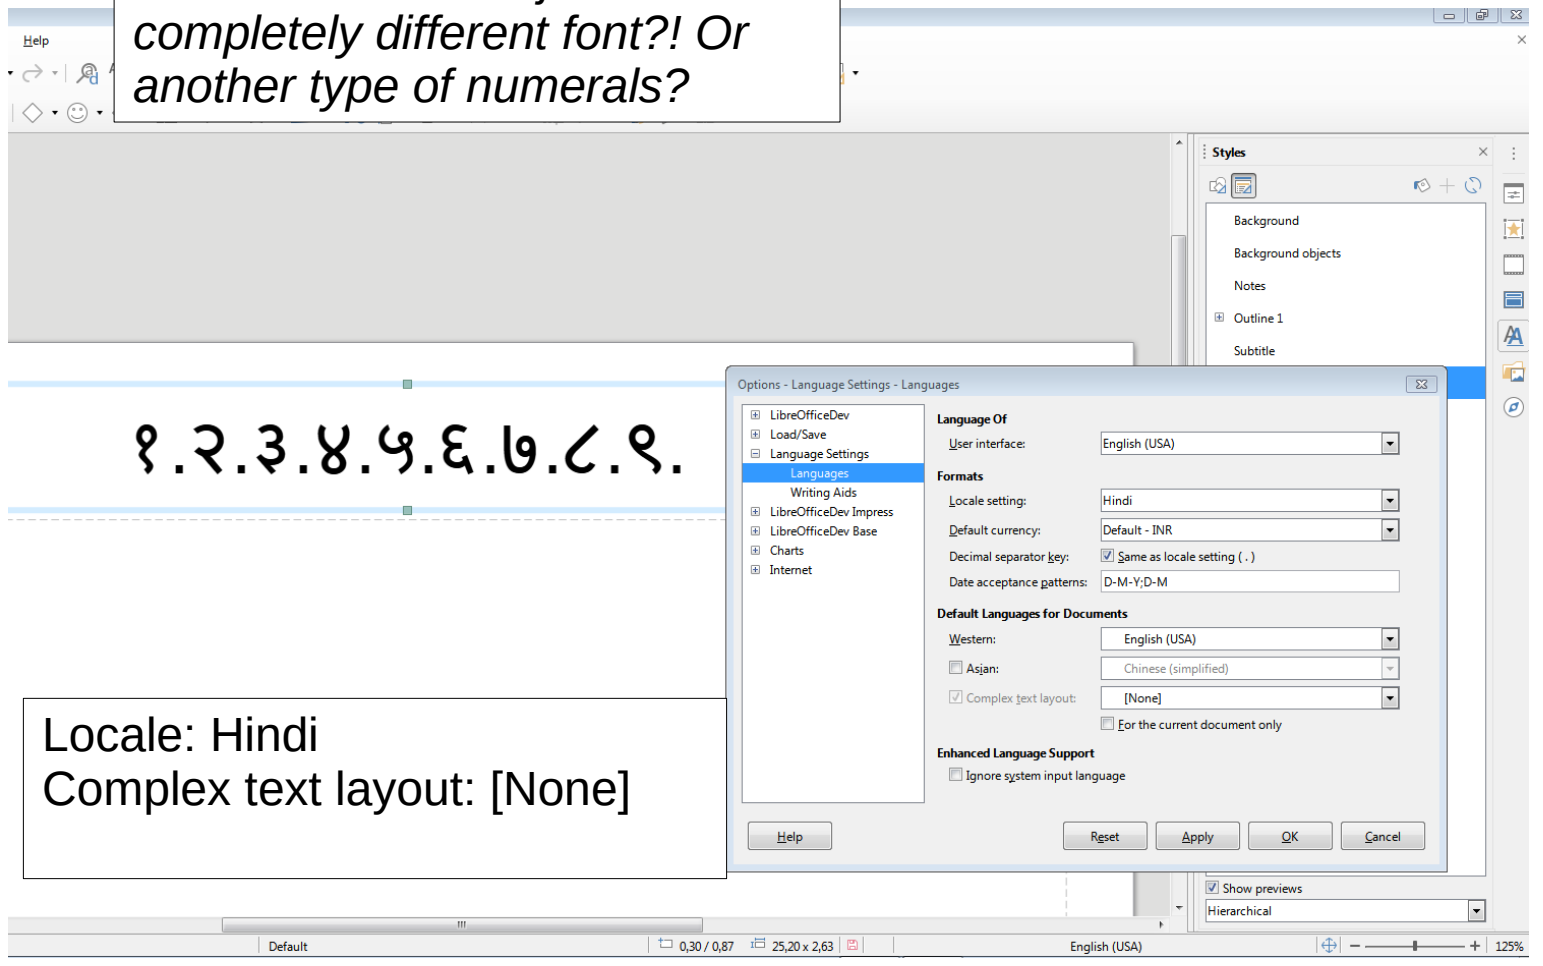 completely different font?! Or
another type of numerals?
Help
Styles
Background
Background objects
Notes
Outline 1
Subtitle
१.२.३.४.५.६.७.८.९.
Options - Language Settings - Languages
LibreOfficeDev
Load/Save
Language Settings
Languages
Writing Aids
LibreOfficeDev Impress
LibreOfficeDev Base
Charts
Internet
Language Of
User interface: English (USA)
Formats
Locale setting: Hindi
Default currency: Default - INR
Decimal separator key: Same as locale setting ( . )
Date acceptance patterns: D-M-Y;D-M
Default Languages for Documents
Western: English (USA)
Asian: Chinese (simplified)
Complex text layout: [None]
For the current document only
Enhanced Language Support
Ignore system input language
Help Reset Apply OK Cancel
Locale: Hindi
Complex text layout: [None]
Show previews
Hierarchical
Default 0,30 / 0,87 25,20 x 2,63 English (USA) 125%